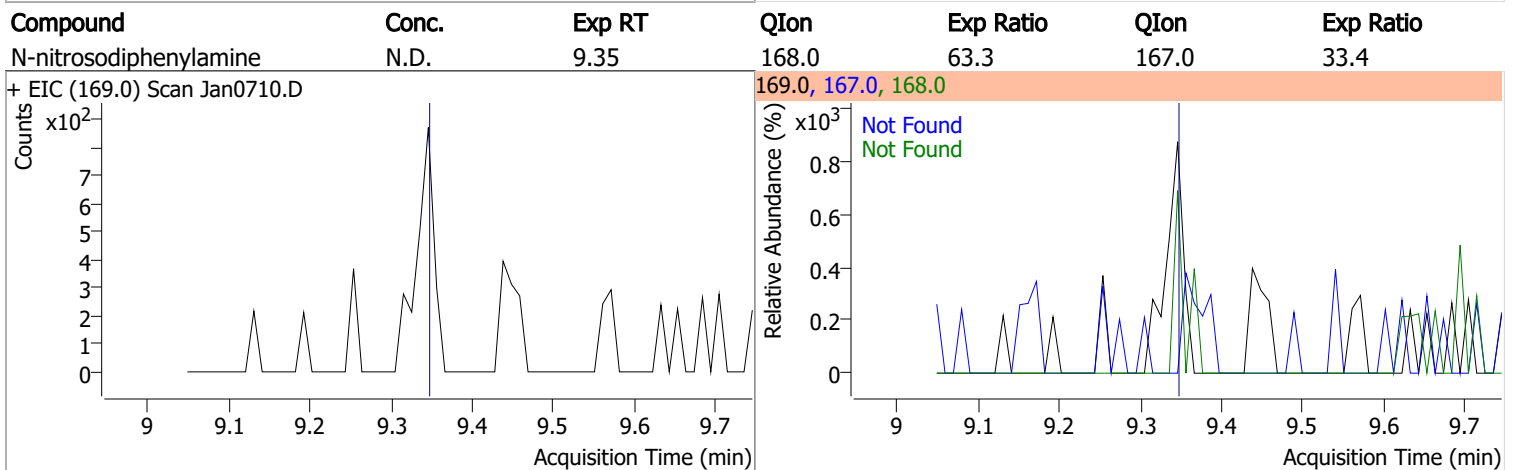 Compound Conc. Exp RT QIon Exp Ratio QIon Exp Ratio
N-nitrosodiphenylamine N.D. 9.35 168.0 63.3 167.0 33.4
+ EIC (169.0) Scan Jan0710.D
Counts
x10²
7
6
5
4
3
2
1
0
9 9.1 9.2 9.3 9.4 9.5 9.6 9.7
Acquisition Time (min)
169.0, 167.0, 168.0
Relative Abundance (%)
x10³
Not Found
Not Found
0.8
0.6
0.4
0.2
0
9 9.1 9.2 9.3 9.4 9.5 9.6 9.7
Acquisition Time (min)